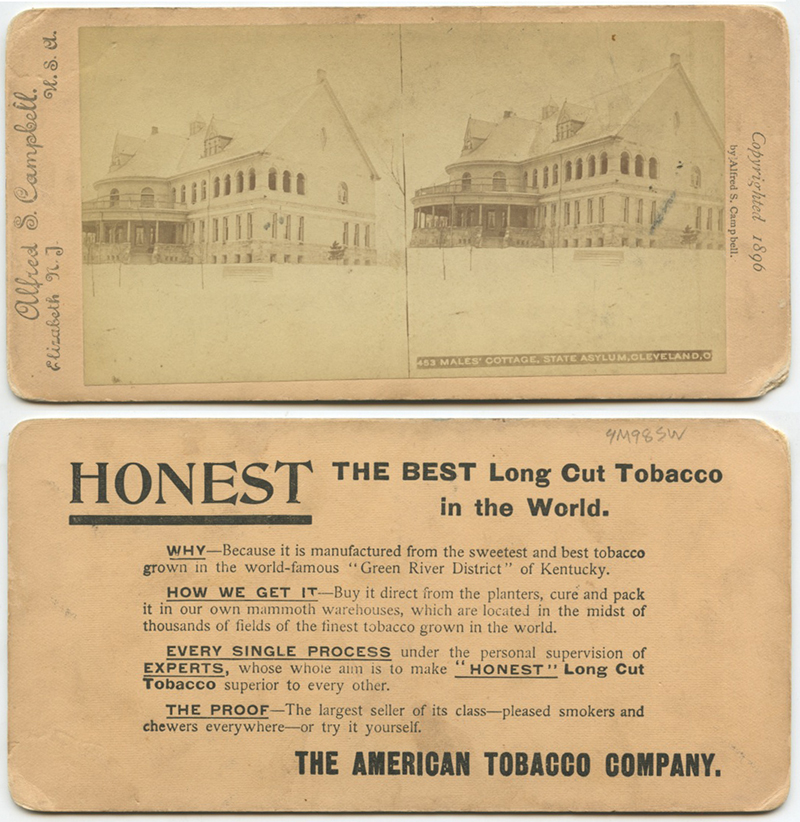 Alfred S. Campbell.
Elizabeth N. J. U. S. A.
453 MALES' COTTAGE, STATE ASYLUM, CLEVELAND, O
Copyrighted 1896
by Alfred S. Campbell.
4M985W
HONEST THE BEST Long Cut Tobacco
in the World.
WHY—Because it is manufactured from the sweetest and best tobacco
grown in the world-famous "Green River District" of Kentucky.
HOW WE GET IT—Buy it direct from the planters, cure and pack
it in our own mammoth warehouses, which are located in the midst of
thousands of fields of the finest tobacco grown in the world.
EVERY SINGLE PROCESS under the personal supervision of
EXPERTS, whose whole aim is to make "HONEST" Long Cut
Tobacco superior to every other.
THE PROOF—The largest seller of its class—pleased smokers and
chewers everywhere—or try it yourself.
THE AMERICAN TOBACCO COMPANY.